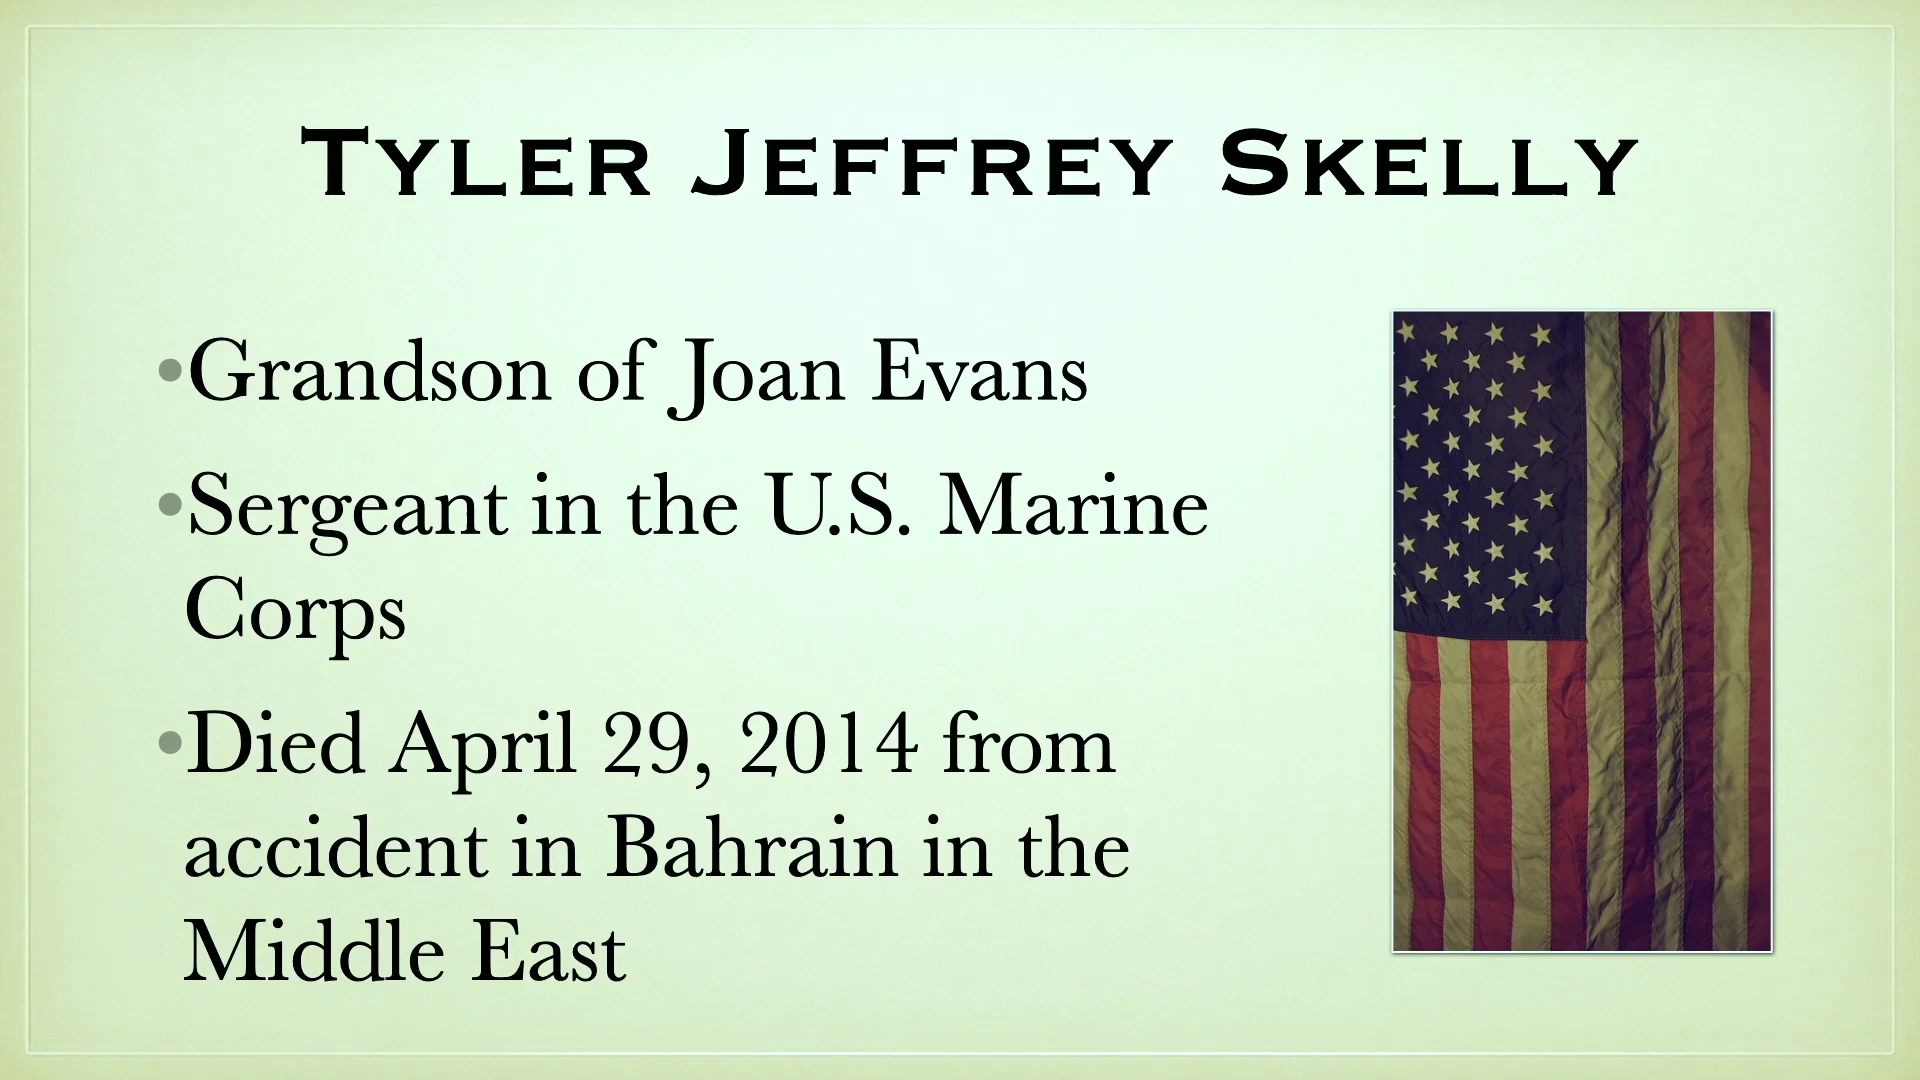 Tyler Jeffrey Skelly
•Grandson of Joan Evans
•Sergeant in the U.S. Marine
Corps
•Died April 29, 2014 from
accident in Bahrain in the
Middle East